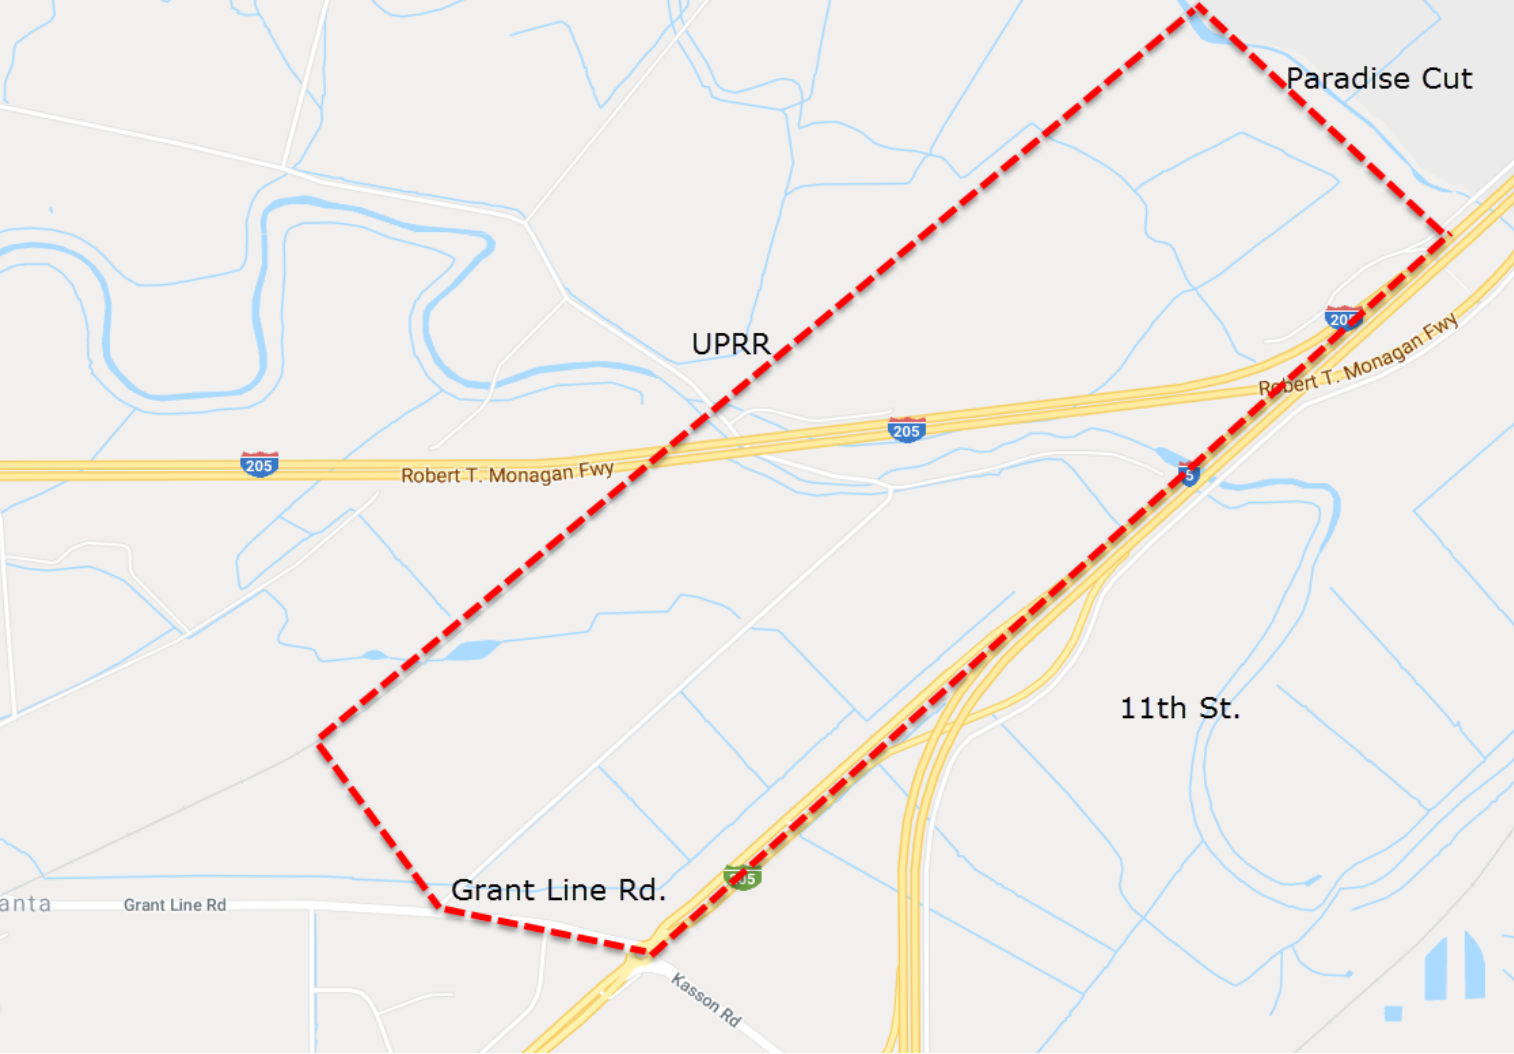 Paradise Cut
UPRR
205
Robert T. Monagan Fwy
205
205
Robert T. Monagan Fwy
5
11th St.
205
Grant Line Rd.
anta
Grant Line Rd
Kasson Rd